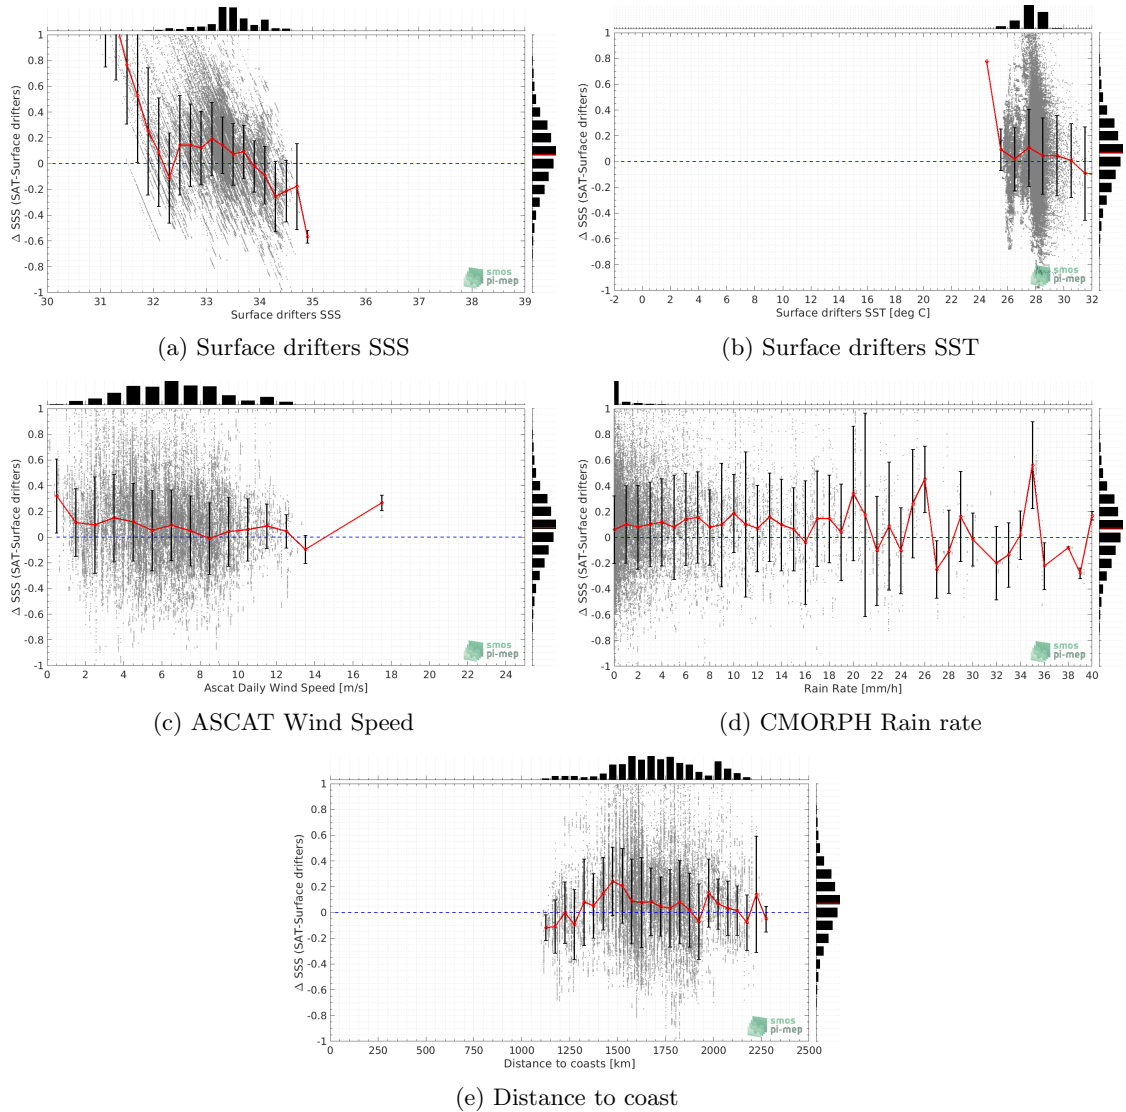 Δ SSS (SAT-Surface drifters)
1
0.8
0.6
0.4
0.2
0
-0.2
-0.4
-0.6
-0.8
-1
smos
pi-mep
30 31 32 33 34 35 36 37 38 39
Surface drifters SSS
(a) Surface drifters SSS
Δ SSS (SAT-Surface drifters)
1
0.8
0.6
0.4
0.2
0
-0.2
-0.4
-0.6
-0.8
-1
smos
pi-mep
-2 0 2 4 6 8 10 12 14 16 18 20 22 24 26 28 30 32
Surface drifters SST [deg C]
(b) Surface drifters SST
Δ SSS (SAT-Surface drifters)
1
0.8
0.6
0.4
0.2
0
-0.2
-0.4
-0.6
-0.8
-1
smos
pi-mep
0 2 4 6 8 10 12 14 16 18 20 22 24
Ascat Daily Wind Speed [m/s]
(c) ASCAT Wind Speed
Δ SSS (SAT-Surface drifters)
1
0.8
0.6
0.4
0.2
0
-0.2
-0.4
-0.6
-0.8
-1
smos
pi-mep
0 2 4 6 8 10 12 14 16 18 20 22 24 26 28 30 32 34 36 38 40
Rain Rate [mm/h]
(d) CMORPH Rain rate
Δ SSS (SAT-Surface drifters)
1
0.8
0.6
0.4
0.2
0
-0.2
-0.4
-0.6
-0.8
-1
smos
pi-mep
0 250 500 750 1000 1250 1500 1750 2000 2250 2500
Distance to coasts [km]
(e) Distance to coast